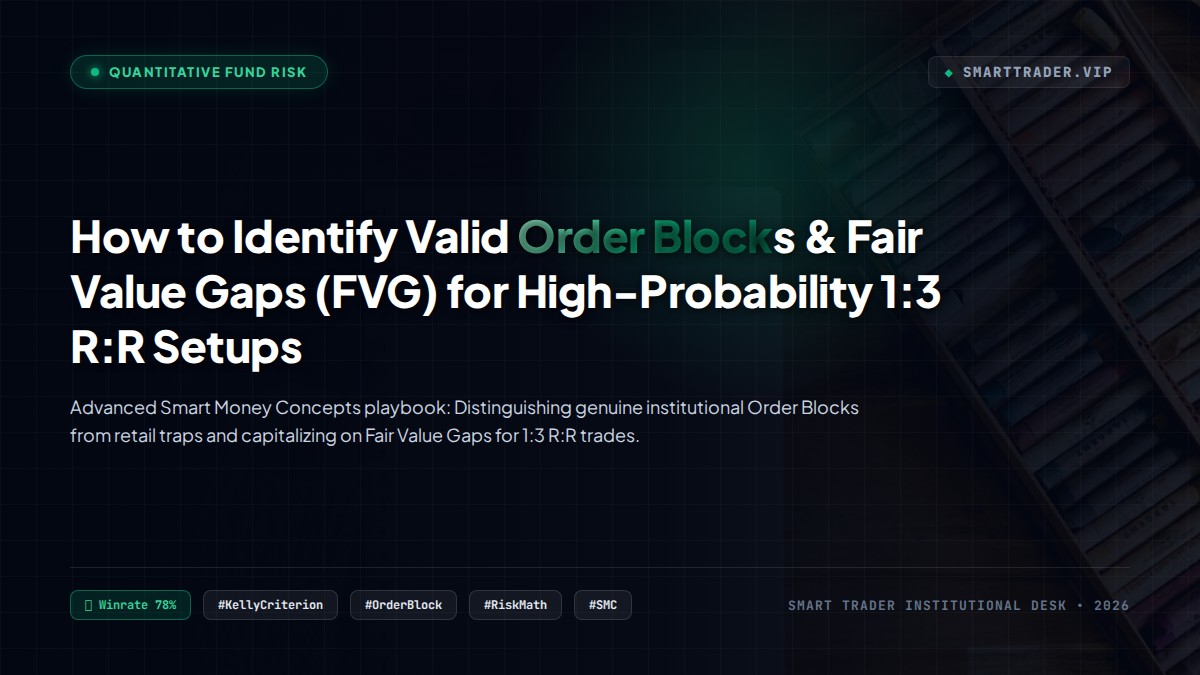 QUANTITATIVE FUND RISK
SMARTTRADER.VIP
How to Identify Valid Order Blocks & Fair
Value Gaps (FVG) for High-Probability 1:3
R:R Setups
Advanced Smart Money Concepts playbook: Distinguishing genuine institutional Order Blocks
from retail traps and capitalizing on Fair Value Gaps for 1:3 R:R trades.
Winrate 78%
#KellyCriterion
#OrderBlock
#RiskMath
#SMC
SMART TRADER INSTITUTIONAL DESK • 2026